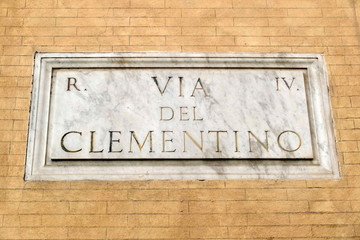 R. VIA IV.
DEL
CLEMENTINO